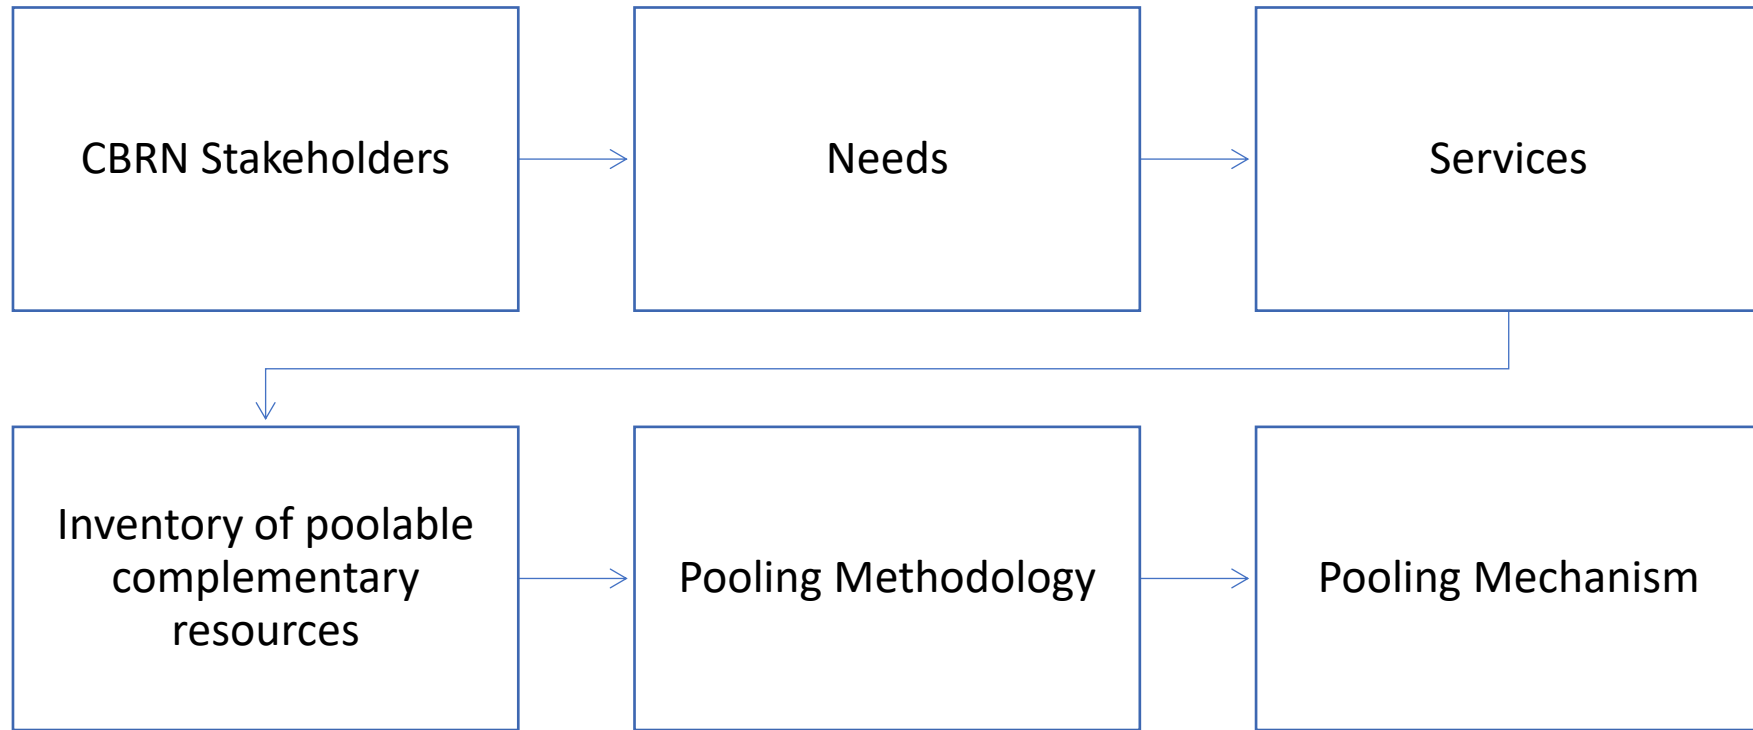 CBRN Stakeholders
Needs
Services
Inventory of poolable
complementary
resources
Pooling Methodology
Pooling Mechanism